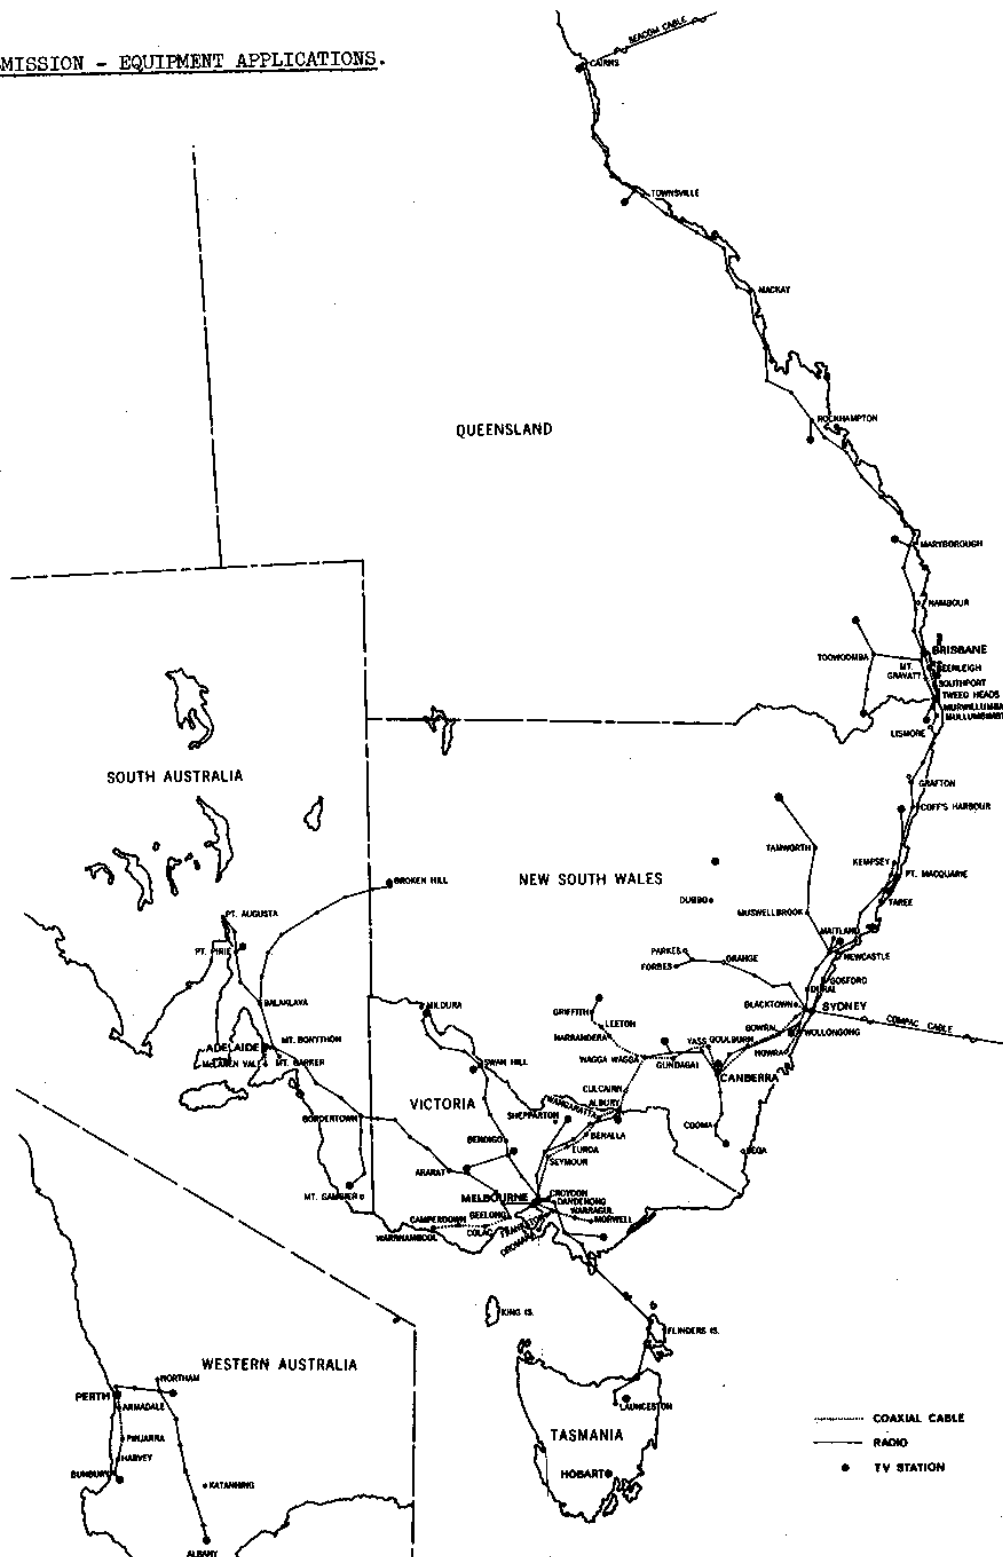 MISSION - EQUIPMENT APPLICATIONS.
SEACOM CABLE
CAIRNS
TOWNSVILLE
MACKAY
QUEENSLAND
ROCKHAMPTON
MARYBOROUGH
NAMBOUR
BRISBANE
TOOWOOMBA
MT. GRAVATT
BEENLEIGH
SOUTHPORT
TWEED HEADS
MURWILLUMBA
MULLUMBIMBY
LISMORE
SOUTH AUSTRALIA
GRAFTON
COFF'S HARBOUR
TAMWORTH
KEMPSEY
PT. MACQUARIE
BROKEN HILL
NEW SOUTH WALES
DUBBO
TAREE
MUSWELLBROOK
PT. AUGUSTA
MAITLAND
PT. PIRIE
PARKES
NEWCASTLE
FORBES
ORANGE
GOSFORD
DURAL
BALAKLAVA
MILDURA
BLACKTOWN
SYDNEY
GRIFFITH
LEETON
COMPAC CABLE
BOWRAL
WOLLONGONG
NARRANDERA
ADELAIDE
MT. BONYTHON
YASS
GOULBURN
NOWRA
MCLAREN VALE
MT. BARKER
SWAN HILL
WAGGA WAGGA
GUNDAGAI
CANBERRA
CULCAIRN
ALBURY
VICTORIA
WANGARATTA
SHEPPARTON
BORDERTOWN
COOMA
BENDIGO
BENALLA
EUROA
BEGA
SEYMOUR
ARARAT
MT. GAMBIER
MELBOURNE
CROYDON
DANDENONG
WARRAGUL
GEELONG
MORWELL
CAMPERDOWN
FRANKSTON
COLAC
DROMANA
WARRNAMBOOL
KING IS.
FLINDERS IS.
WESTERN AUSTRALIA
NORTHAM
PERTH
ARMADALE
LAUNCESTON
PINJARRA
TASMANIA
HARVEY
BUNBURY
HOBART
KATANNING
ALBANY
COAXIAL CABLE
RADIO
TV STATION